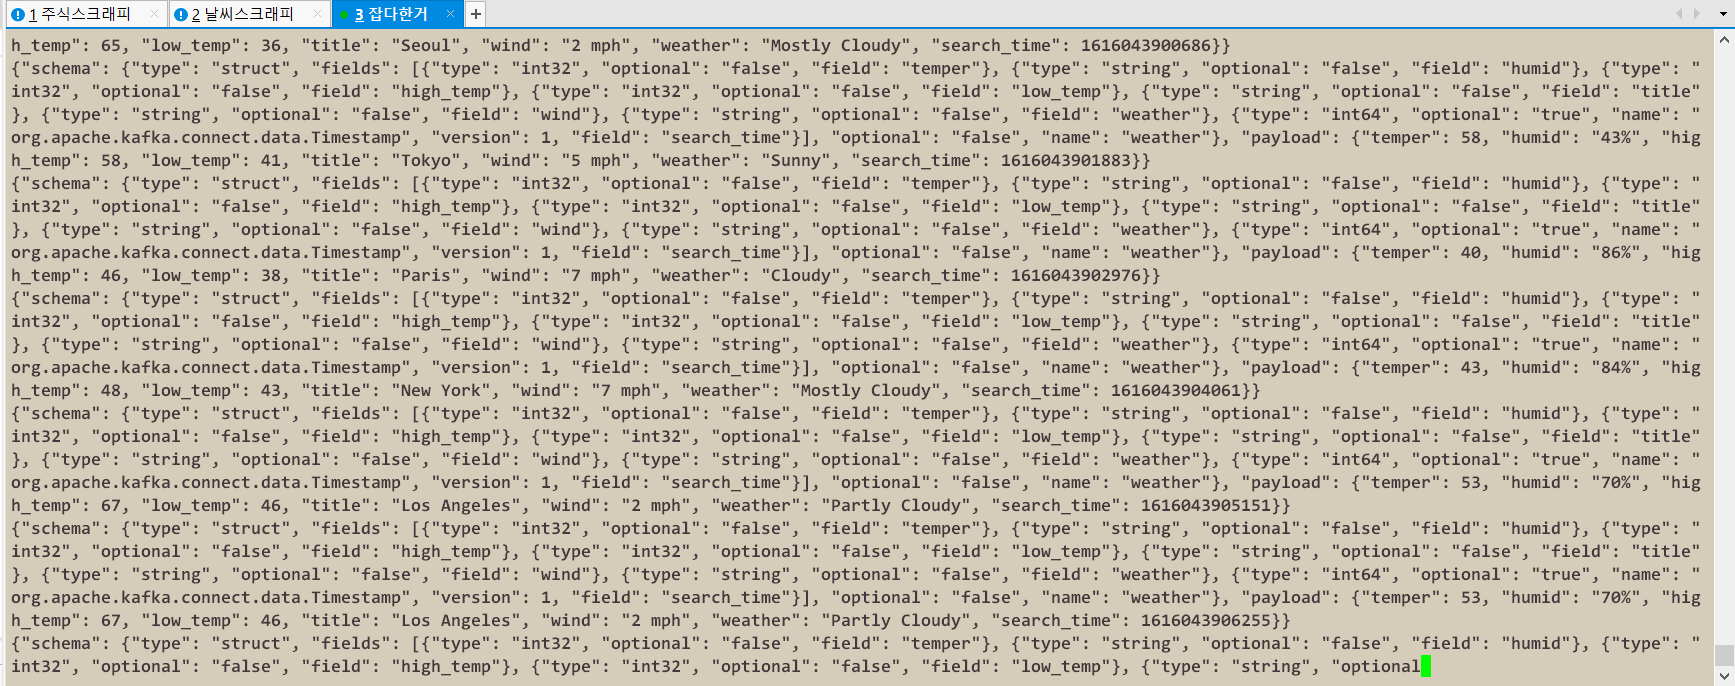 1 주식스크래피 × 2 날씨스크래피 × 3 잡다한거 × +
h_temp": 65, "low_temp": 36, "title": "Seoul", "wind": "2 mph", "weather": "Mostly Cloudy", "search_time": 1616043900686}}
{"schema": {"type": "struct", "fields": [{"type": "int32", "optional": "false", "field": "temper"}, {"type": "string", "optional": "false", "field": "humid"}, {"type": "
int32", "optional": "false", "field": "high_temp"}, {"type": "int32", "optional": "false", "field": "low_temp"}, {"type": "string", "optional": "false", "field": "title"
}, {"type": "string", "optional": "false", "field": "wind"}, {"type": "string", "optional": "false", "field": "weather"}, {"type": "int64", "optional": "true", "name": "
org.apache.kafka.connect.data.Timestamp", "version": 1, "field": "search_time"}], "optional": "false", "name": "weather"}, "payload": {"temper": 58, "humid": "43%", "hig
h_temp": 58, "low_temp": 41, "title": "Tokyo", "wind": "5 mph", "weather": "Sunny", "search_time": 1616043901883}}
{"schema": {"type": "struct", "fields": [{"type": "int32", "optional": "false", "field": "temper"}, {"type": "string", "optional": "false", "field": "humid"}, {"type": "
int32", "optional": "false", "field": "high_temp"}, {"type": "int32", "optional": "false", "field": "low_temp"}, {"type": "string", "optional": "false", "field": "title"
}, {"type": "string", "optional": "false", "field": "wind"}, {"type": "string", "optional": "false", "field": "weather"}, {"type": "int64", "optional": "true", "name": "
org.apache.kafka.connect.data.Timestamp", "version": 1, "field": "search_time"}], "optional": "false", "name": "weather"}, "payload": {"temper": 40, "humid": "86%", "hig
h_temp": 46, "low_temp": 38, "title": "Paris", "wind": "7 mph", "weather": "Cloudy", "search_time": 1616043902976}}
{"schema": {"type": "struct", "fields": [{"type": "int32", "optional": "false", "field": "temper"}, {"type": "string", "optional": "false", "field": "humid"}, {"type": "
int32", "optional": "false", "field": "high_temp"}, {"type": "int32", "optional": "false", "field": "low_temp"}, {"type": "string", "optional": "false", "field": "title"
}, {"type": "string", "optional": "false", "field": "wind"}, {"type": "string", "optional": "false", "field": "weather"}, {"type": "int64", "optional": "true", "name": "
org.apache.kafka.connect.data.Timestamp", "version": 1, "field": "search_time"}], "optional": "false", "name": "weather"}, "payload": {"temper": 43, "humid": "84%", "hig
h_temp": 48, "low_temp": 43, "title": "New York", "wind": "7 mph", "weather": "Mostly Cloudy", "search_time": 1616043904061}}
{"schema": {"type": "struct", "fields": [{"type": "int32", "optional": "false", "field": "temper"}, {"type": "string", "optional": "false", "field": "humid"}, {"type": "
int32", "optional": "false", "field": "high_temp"}, {"type": "int32", "optional": "false", "field": "low_temp"}, {"type": "string", "optional": "false", "field": "title"
}, {"type": "string", "optional": "false", "field": "wind"}, {"type": "string", "optional": "false", "field": "weather"}, {"type": "int64", "optional": "true", "name": "
org.apache.kafka.connect.data.Timestamp", "version": 1, "field": "search_time"}], "optional": "false", "name": "weather"}, "payload": {"temper": 53, "humid": "70%", "hig
h_temp": 67, "low_temp": 46, "title": "Los Angeles", "wind": "2 mph", "weather": "Partly Cloudy", "search_time": 1616043905151}}
{"schema": {"type": "struct", "fields": [{"type": "int32", "optional": "false", "field": "temper"}, {"type": "string", "optional": "false", "field": "humid"}, {"type": "
int32", "optional": "false", "field": "high_temp"}, {"type": "int32", "optional": "false", "field": "low_temp"}, {"type": "string", "optional": "false", "field": "title"
}, {"type": "string", "optional": "false", "field": "wind"}, {"type": "string", "optional": "false", "field": "weather"}, {"type": "int64", "optional": "true", "name": "
org.apache.kafka.connect.data.Timestamp", "version": 1, "field": "search_time"}], "optional": "false", "name": "weather"}, "payload": {"temper": 53, "humid": "70%", "hig
h_temp": 67, "low_temp": 46, "title": "Los Angeles", "wind": "2 mph", "weather": "Partly Cloudy", "search_time": 1616043906255}}
{"schema": {"type": "struct", "fields": [{"type": "int32", "optional": "false", "field": "temper"}, {"type": "string", "optional": "false", "field": "humid"}, {"type": "
int32", "optional": "false", "field": "high_temp"}, {"type": "int32", "optional": "false", "field": "low_temp"}, {"type": "string", "optional